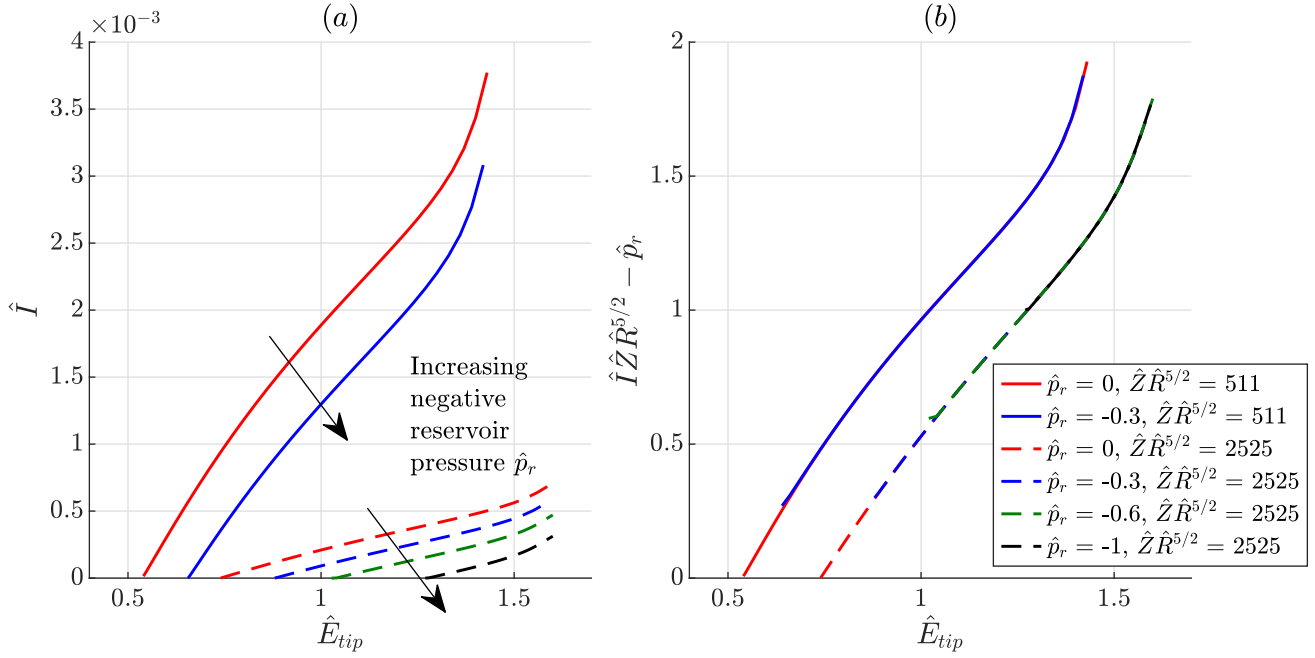 (a)
×10⁻³
4
3.5
3
2.5
2
1.5
1
0.5
0
Î
0.5 1 1.5
Ê_tip
Increasing
negative
reservoir
pressure p̂_r
(b)
2
1.5
1
0.5
0
ÎẐR̂^{5/2} − p̂_r
0.5 1 1.5
Ê_tip
p̂_r = 0, ẐR̂^{5/2} = 511
p̂_r = -0.3, ẐR̂^{5/2} = 511
p̂_r = 0, ẐR̂^{5/2} = 2525
p̂_r = -0.3, ẐR̂^{5/2} = 2525
p̂_r = -0.6, ẐR̂^{5/2} = 2525
p̂_r = -1, ẐR̂^{5/2} = 2525